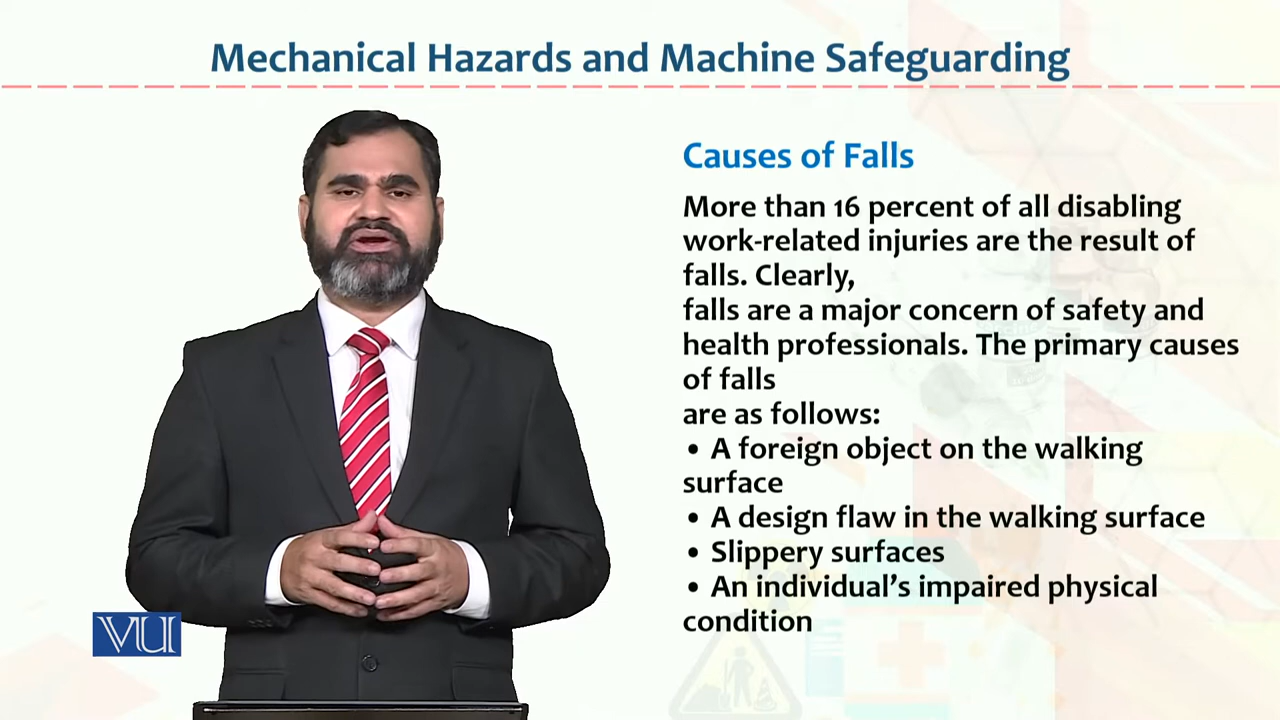 Mechanical Hazards and Machine Safeguarding
Causes of Falls
More than 16 percent of all disabling
work-related injuries are the result of
falls. Clearly,
falls are a major concern of safety and
health professionals. The primary causes
of falls
are as follows:
• A foreign object on the walking
surface
• A design flaw in the walking surface
• Slippery surfaces
• An individual’s impaired physical
condition
VU